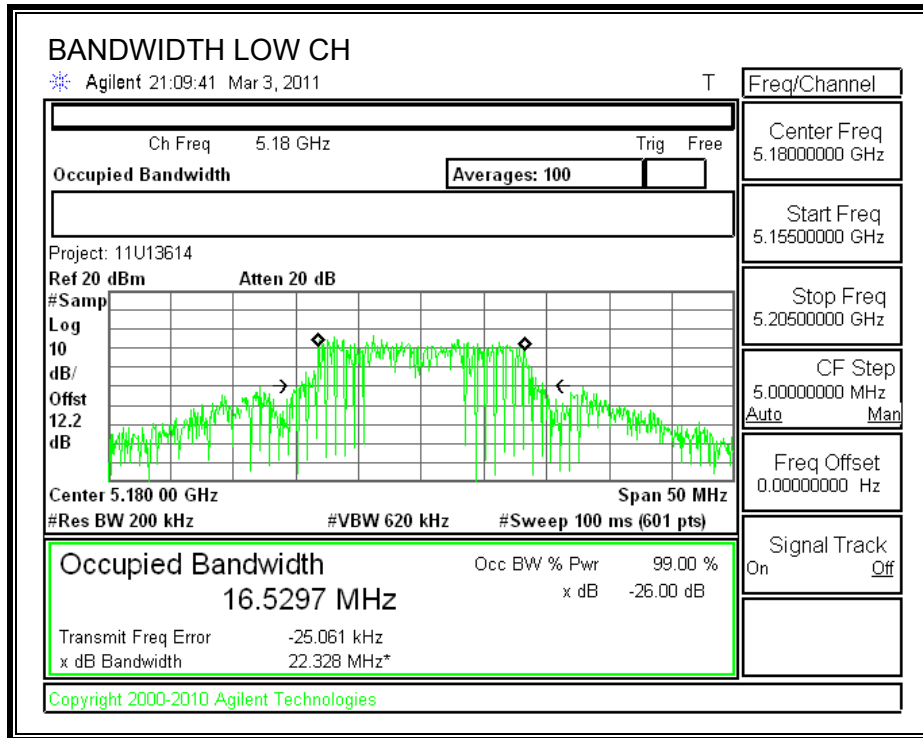 BANDWIDTH LOW CH
Agilent 21:09:41 Mar 3, 2011 T
Freq/Channel
Ch Freq 5.18 GHz Trig Free
Occupied Bandwidth Averages: 100
Center Freq
5.18000000 GHz
Start Freq
5.15500000 GHz
Stop Freq
5.20500000 GHz
CF Step
5.00000000 MHz
Auto Man
Freq Offset
0.00000000 Hz
Signal Track
On Off
Project: 11U13614
Ref 20 dBm Atten 20 dB
#Samp
Log
10
dB/
Offst
12.2
dB
Center 5.180 00 GHz Span 50 MHz
#Res BW 200 kHz #VBW 620 kHz #Sweep 100 ms (601 pts)
Occupied Bandwidth Occ BW % Pwr 99.00 %
16.5297 MHz x dB -26.00 dB
Transmit Freq Error -25.061 kHz
x dB Bandwidth 22.328 MHz*
Copyright 2000-2010 Agilent Technologies